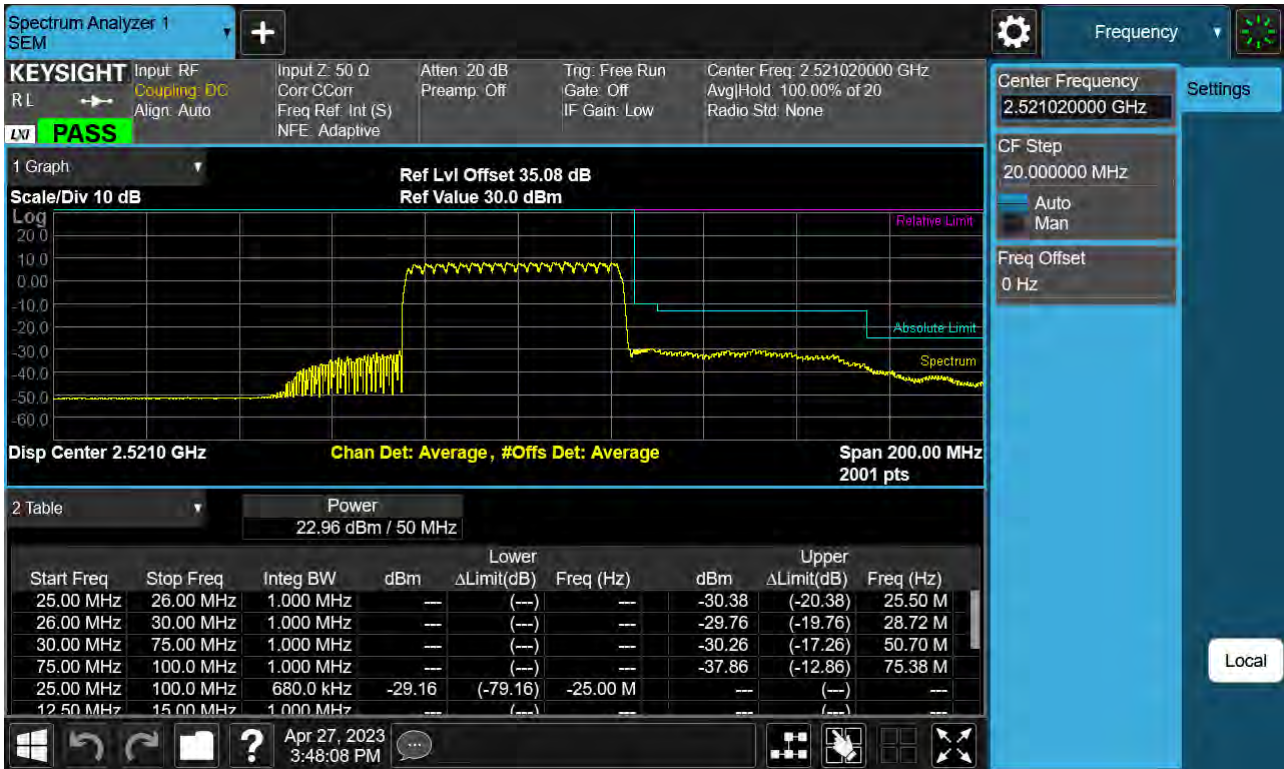 Spectrum Analyzer 1
SEM
+
Frequency
KEYSIGHT
R L
LXI
PASS
Input: RF
Coupling: DC
Align: Auto
Input Z: 50 Ω
Corr CCorr
Freq Ref: Int (S)
NFE: Adaptive
Atten: 20 dB
Preamp: Off
Trig: Free Run
Gate: Off
IF Gain: Low
Center Freq: 2.521020000 GHz
Avg|Hold: 100.00% of 20
Radio Std: None
Center Frequency
2.521020000 GHz
Settings
CF Step
20.000000 MHz
Auto
Man
Freq Offset
0 Hz
1 Graph
Scale/Div 10 dB
Ref Lvl Offset 35.08 dB
Ref Value 30.0 dBm
Log
20.0
10.0
0.00
-10.0
-20.0
-30.0
-40.0
-50.0
-60.0
Relative Limit
Absolute Limit
Spectrum
Disp Center 2.5210 GHz
Chan Det: Average, #Offs Det: Average
Span 200.00 MHz
2001 pts
2 Table
Power
22.96 dBm / 50 MHz
Lower Upper
Start Freq Stop Freq Integ BW dBm ΔLimit(dB) Freq (Hz) dBm ΔLimit(dB) Freq (Hz)
25.00 MHz 26.00 MHz 1.000 MHz --- (---) --- -30.38 (-20.38) 25.50 M
26.00 MHz 30.00 MHz 1.000 MHz --- (---) --- -29.76 (-19.76) 28.72 M
30.00 MHz 75.00 MHz 1.000 MHz --- (---) --- -30.26 (-17.26) 50.70 M
75.00 MHz 100.0 MHz 1.000 MHz --- (---) --- -37.86 (-12.86) 75.38 M
25.00 MHz 100.0 MHz 680.0 kHz -29.16 (-79.16) -25.00 M --- (---) ---
12.50 MHz 15.00 MHz 1.000 MHz --- (---) --- --- (---) ---
Local
?
Apr 27, 2023
3:48:08 PM